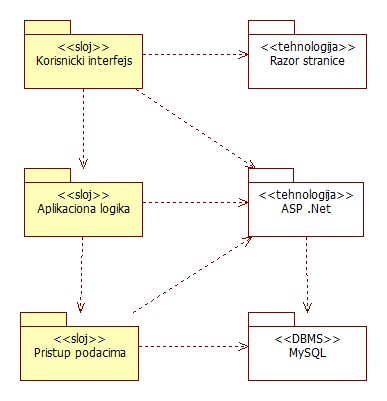 <<sloj>>
Korisnicki interfejs
<<tehnologija>>
Razor stranice
<<sloj>>
Aplikaciona logika
<<tehnologija>>
ASP .Net
<<sloj>>
Pristup podacima
<<DBMS>>
MySQL